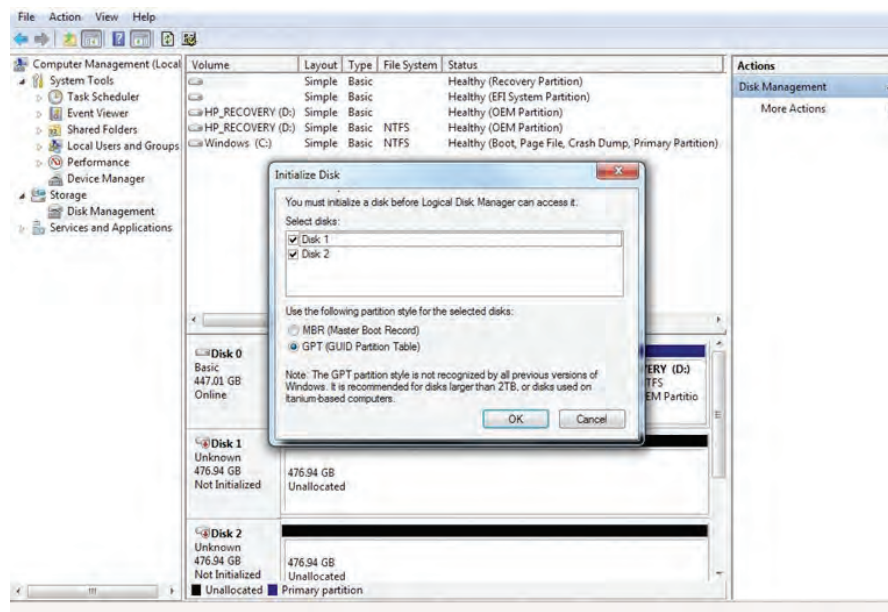 File Action View Help
Computer Management (Local
System Tools
Task Scheduler
Event Viewer
Shared Folders
Local Users and Groups
Performance
Device Manager
Storage
Disk Management
Services and Applications
Volume Layout Type File System Status
Simple Basic Healthy (Recovery Partition)
Simple Basic Healthy (EFI System Partition)
HP_RECOVERY (D:) Simple Basic Healthy (OEM Partition)
HP_RECOVERY (D:) Simple Basic NTFS Healthy (OEM Partition)
Windows (C:) Simple Basic NTFS Healthy (Boot, Page File, Crash Dump, Primary Partition)
Actions
Disk Management
More Actions
Initialize Disk
You must initialize a disk before Logical Disk Manager can access it.
Select disks:
Disk 1
Disk 2
Use the following partition style for the selected disks:
MBR (Master Boot Record)
GPT (GUID Partition Table)
Note: The GPT partition style is not recognized by all previous versions of
Windows. It is recommended for disks larger than 2TB, or disks used on
Itanium-based computers.
OK Cancel
Disk 0
Basic
447.01 GB
Online
ERY (D:)
TFS
EM Partitio
Disk 1
Unknown
476.94 GB
Not Initialized
476.94 GB
Unallocated
Disk 2
Unknown
476.94 GB
Not Initialized
476.94 GB
Unallocated
Unallocated Primary partition